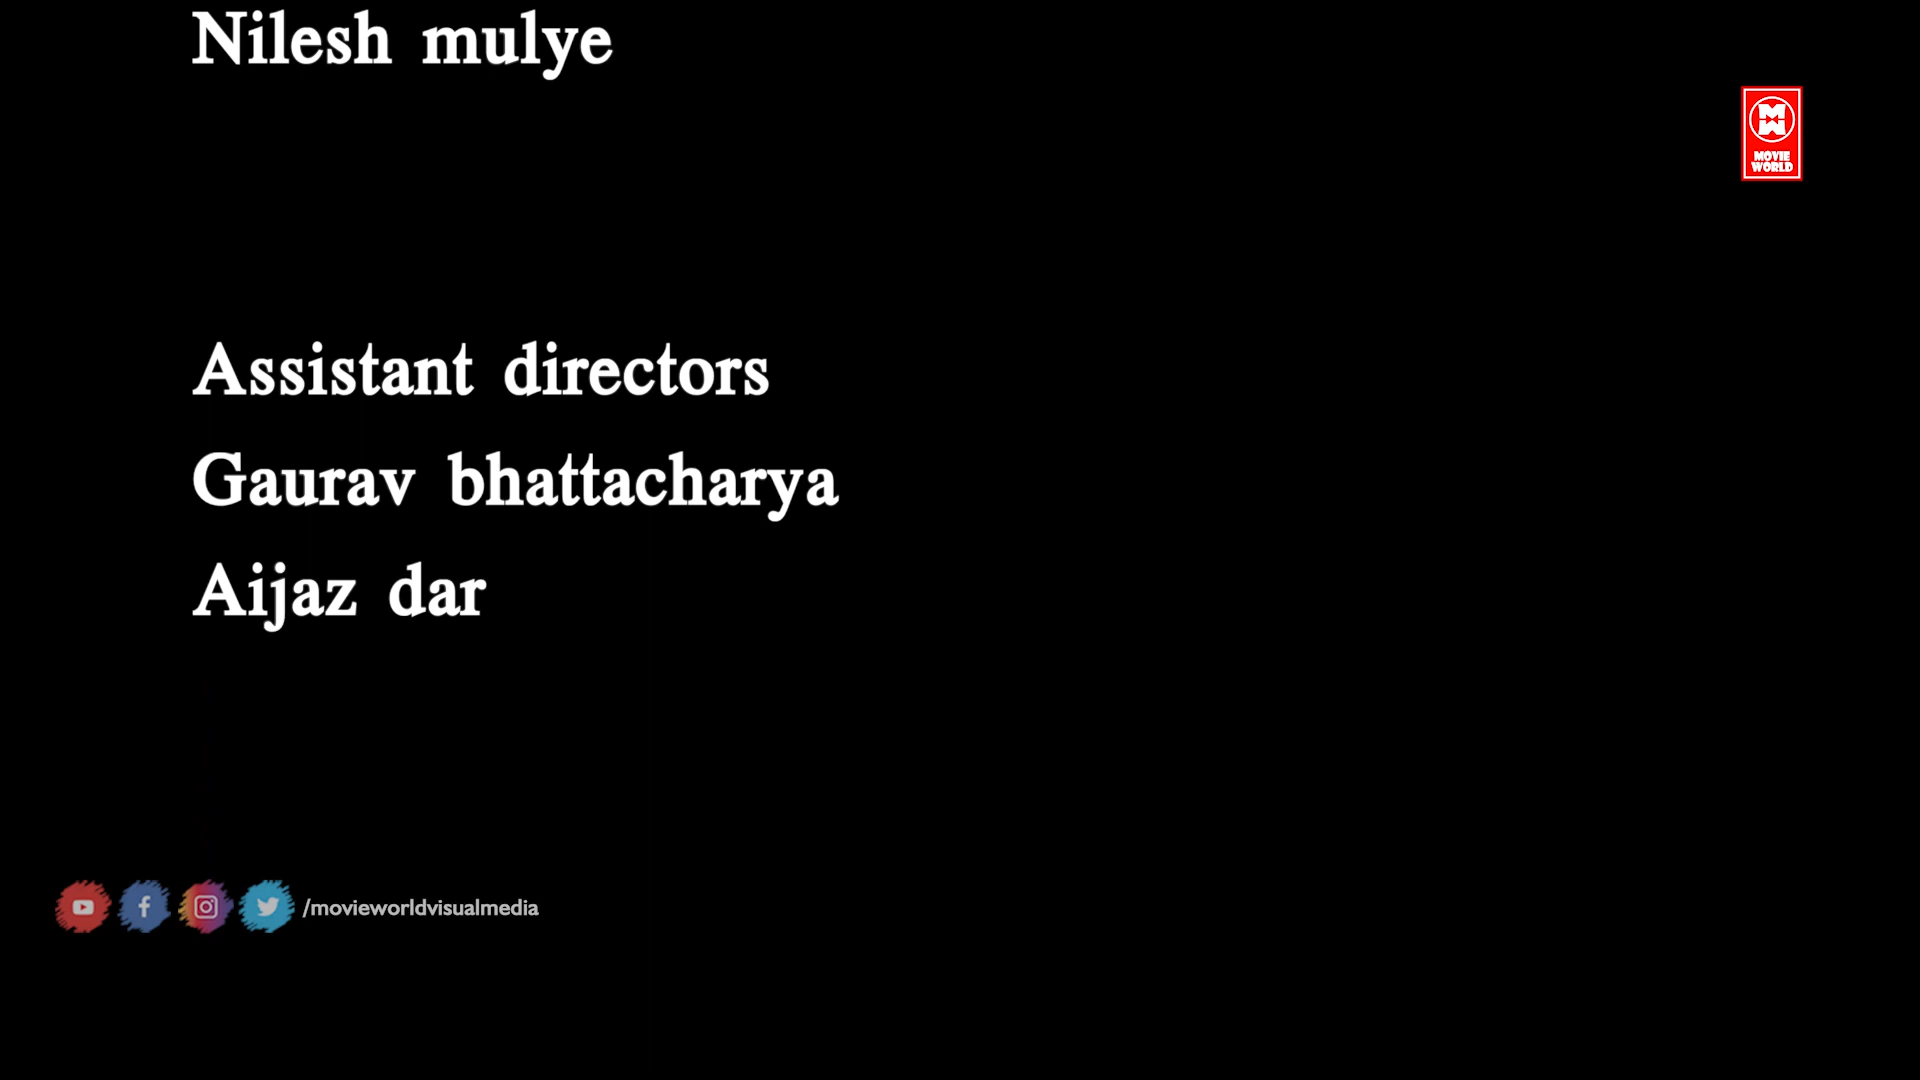 Nilesh mulye
MOVIE
WORLD
Assistant directors
Gaurav bhattacharya
Aijaz dar
/movieworldvisualmedia